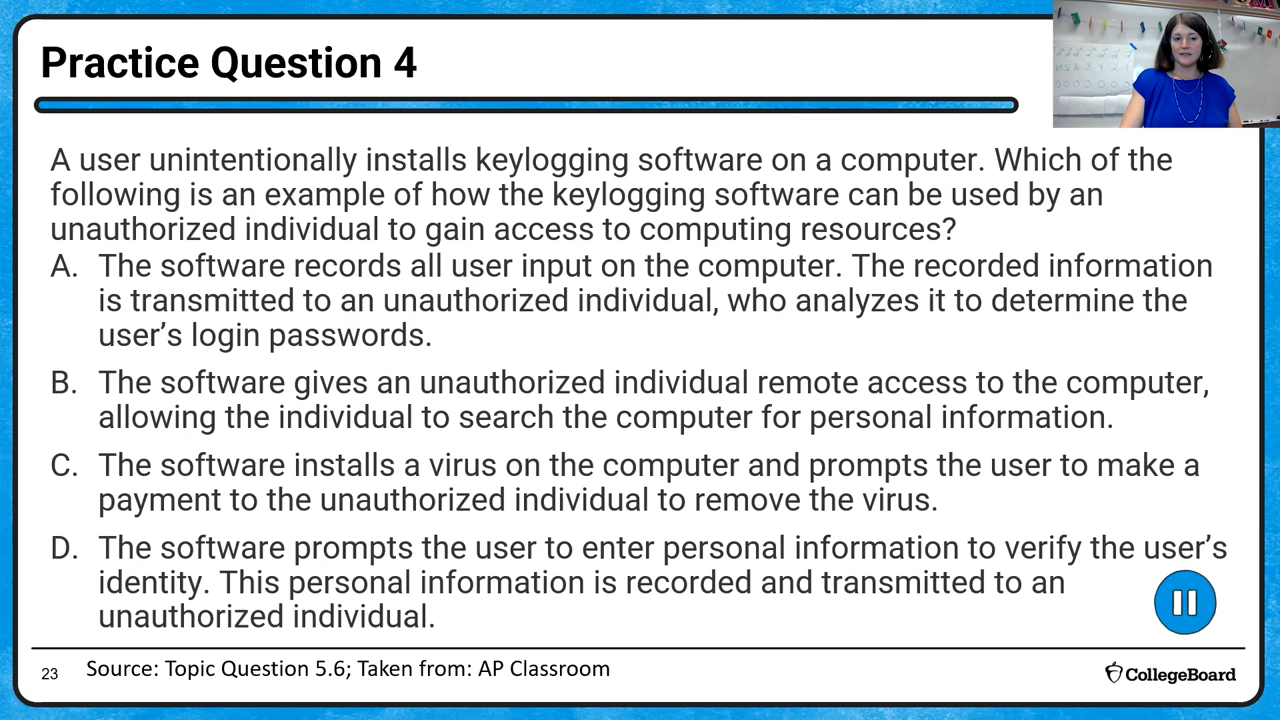 Practice Question 4
A user unintentionally installs keylogging software on a computer. Which of the
following is an example of how the keylogging software can be used by an
unauthorized individual to gain access to computing resources?
A. The software records all user input on the computer. The recorded information
is transmitted to an unauthorized individual, who analyzes it to determine the
user’s login passwords.
B. The software gives an unauthorized individual remote access to the computer,
allowing the individual to search the computer for personal information.
C. The software installs a virus on the computer and prompts the user to make a
payment to the unauthorized individual to remove the virus.
D. The software prompts the user to enter personal information to verify the user’s
identity. This personal information is recorded and transmitted to an
unauthorized individual.
23 Source: Topic Question 5.6; Taken from: AP Classroom
CollegeBoard